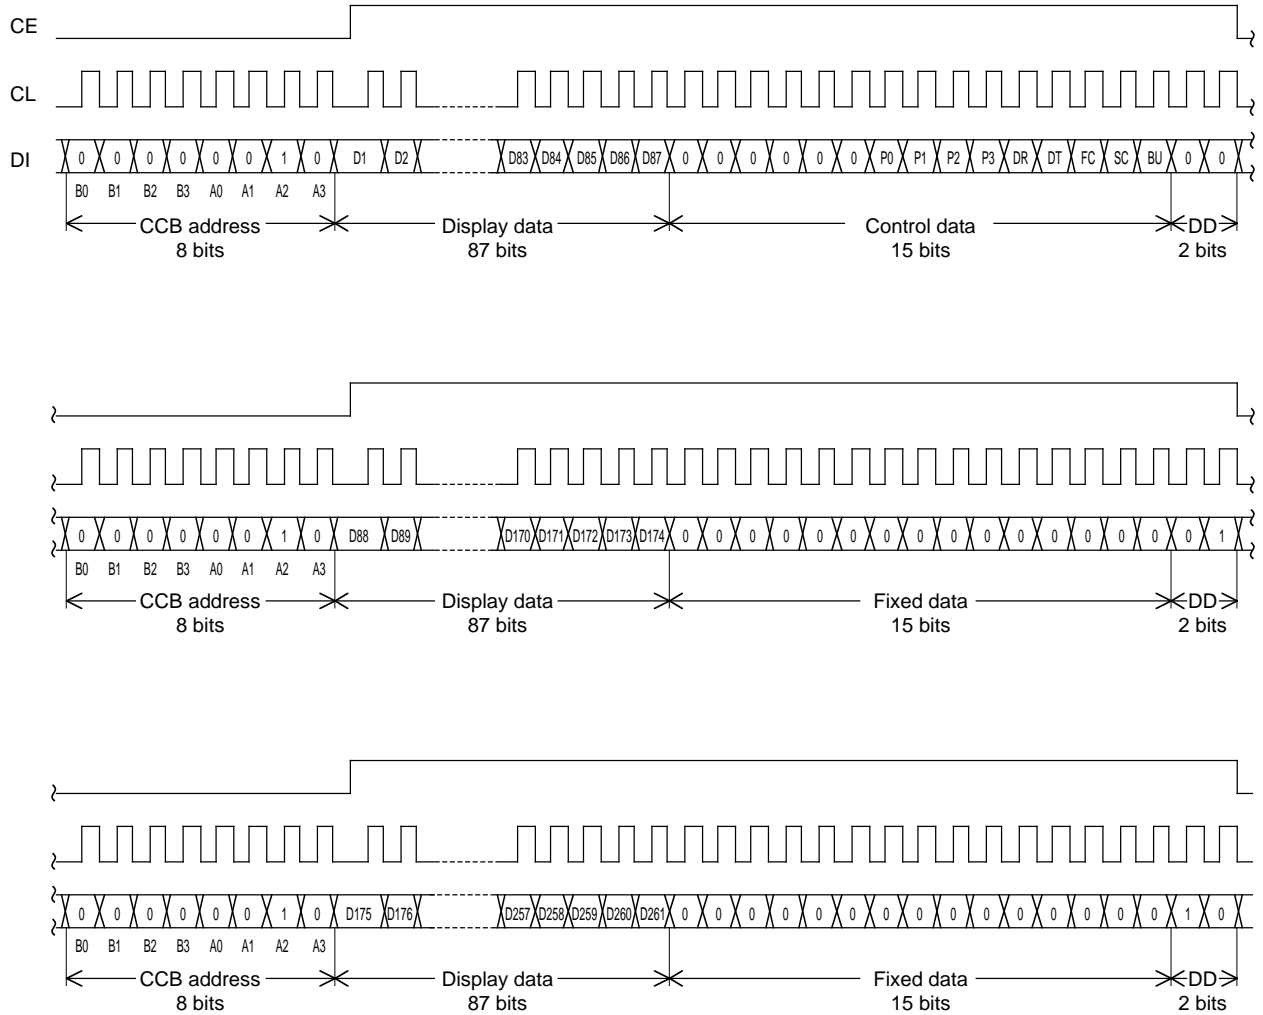 CE
CL
DI 0 0 0 0 0 0 1 0 D1 D2 D83 D84 D85 D86 D87 0 0 0 0 0 0 P0 P1 P2 P3 DR DT FC SC BU 0 0
B0 B1 B2 B3 A0 A1 A2 A3
CCB address Display data Control data DD
8 bits 87 bits 15 bits 2 bits
0 0 0 0 0 0 1 0 D88 D89 D170 D171 D172 D173 D174 0 0 0 0 0 0 0 0 0 0 0 0 0 0 0 0 1
B0 B1 B2 B3 A0 A1 A2 A3
CCB address Display data Fixed data DD
8 bits 87 bits 15 bits 2 bits
0 0 0 0 0 0 1 0 D175 D176 D257 D258 D259 D260 D261 0 0 0 0 0 0 0 0 0 0 0 0 0 0 0 1 0
B0 B1 B2 B3 A0 A1 A2 A3
CCB address Display data Fixed data DD
8 bits 87 bits 15 bits 2 bits